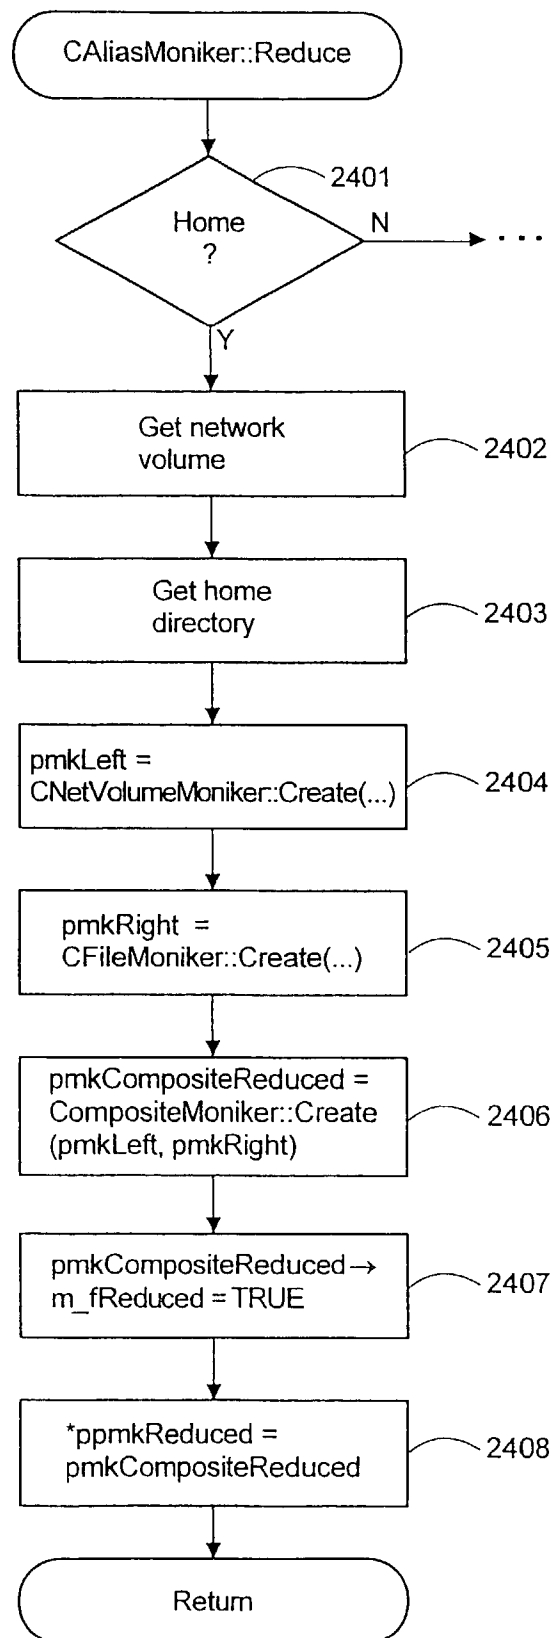 CAliasMoniker::Reduce
2401
Home
?
N
. . .
Y
Get network
volume
2402
Get home
directory
2403
pmkLeft =
CNetVolumeMoniker::Create(...)
2404
pmkRight =
CFileMoniker::Create(...)
2405
pmkCompositeReduced =
CompositeMoniker::Create
(pmkLeft, pmkRight)
2406
pmkCompositeReduced→
m_fReduced = TRUE
2407
*ppmkReduced =
pmkCompositeReduced
2408
Return